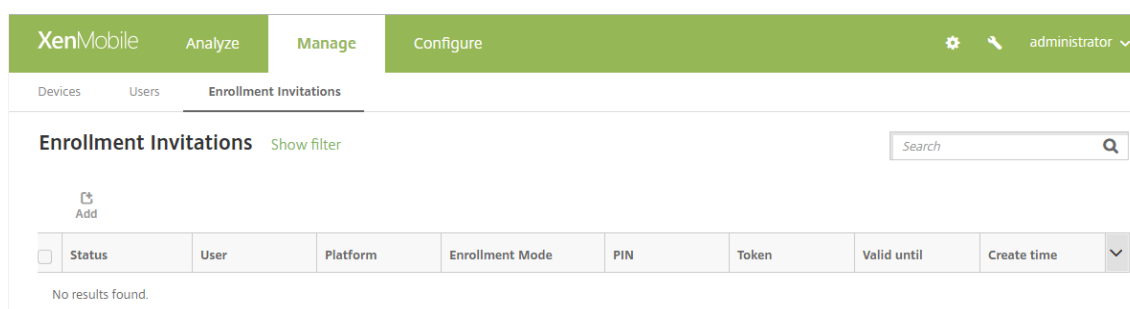 XenMobile Analyze Manage Configure administrator
Devices Users Enrollment Invitations
Enrollment Invitations Show filter Search
Add
Status User Platform Enrollment Mode PIN Token Valid until Create time
No results found.